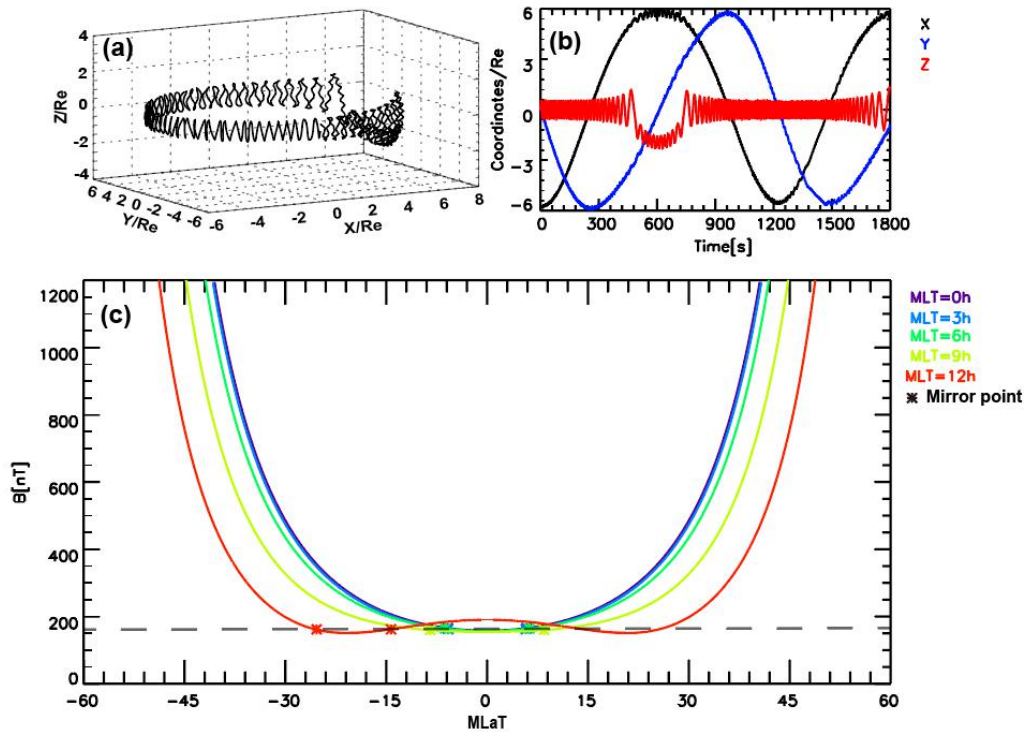 (a)
4
2
0
-2
-4
Z/Re
6 4 2 0 -2 -4 -6
Y/Re
-6 -4 -2 0 2 4 6 8
X/Re
(b)
6
3
0
-3
-6
Coordinates/Re
0 300 600 900 1200 1500 1800
Time[s]
X
Y
Z
(c)
1200
1000
800
600
400
200
0
B[nT]
-60 -45 -30 -15 0 15 30 45 60
MLaT
MLT=0h
MLT=3h
MLT=6h
MLT=9h
MLT=12h
Mirror point